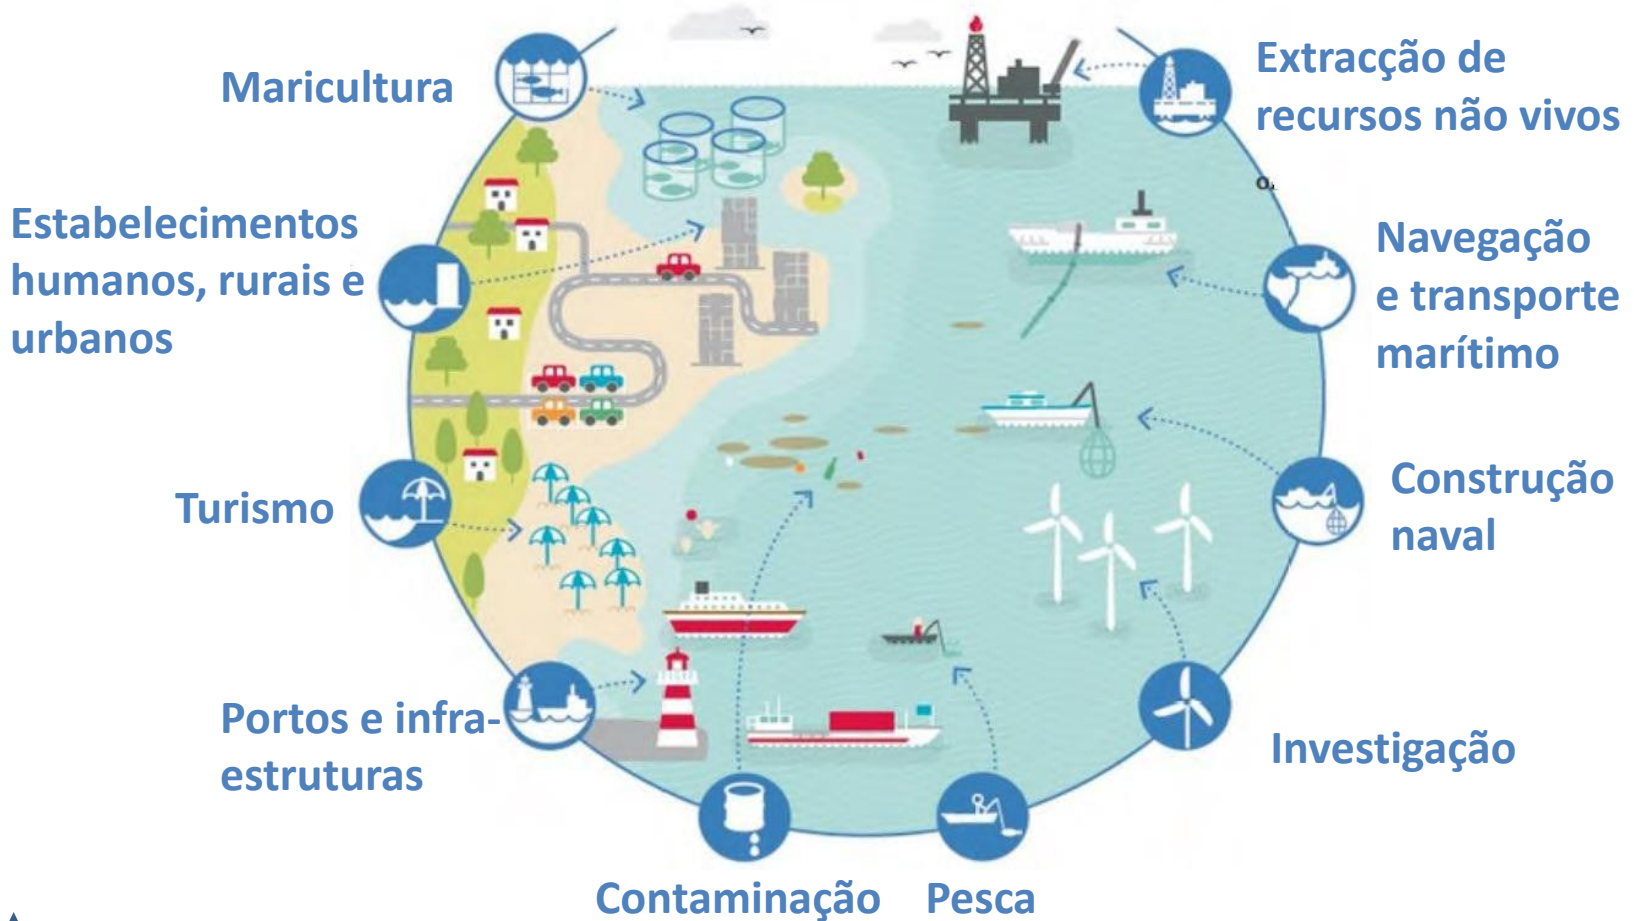 Maricultura
Extracção de
recursos não vivos
Estabelecimentos
humanos, rurais e
urbanos
Navegação
e transporte
marítimo
Turismo
Construção
naval
Portos e infra-
estruturas
Investigação
Contaminação
Pesca